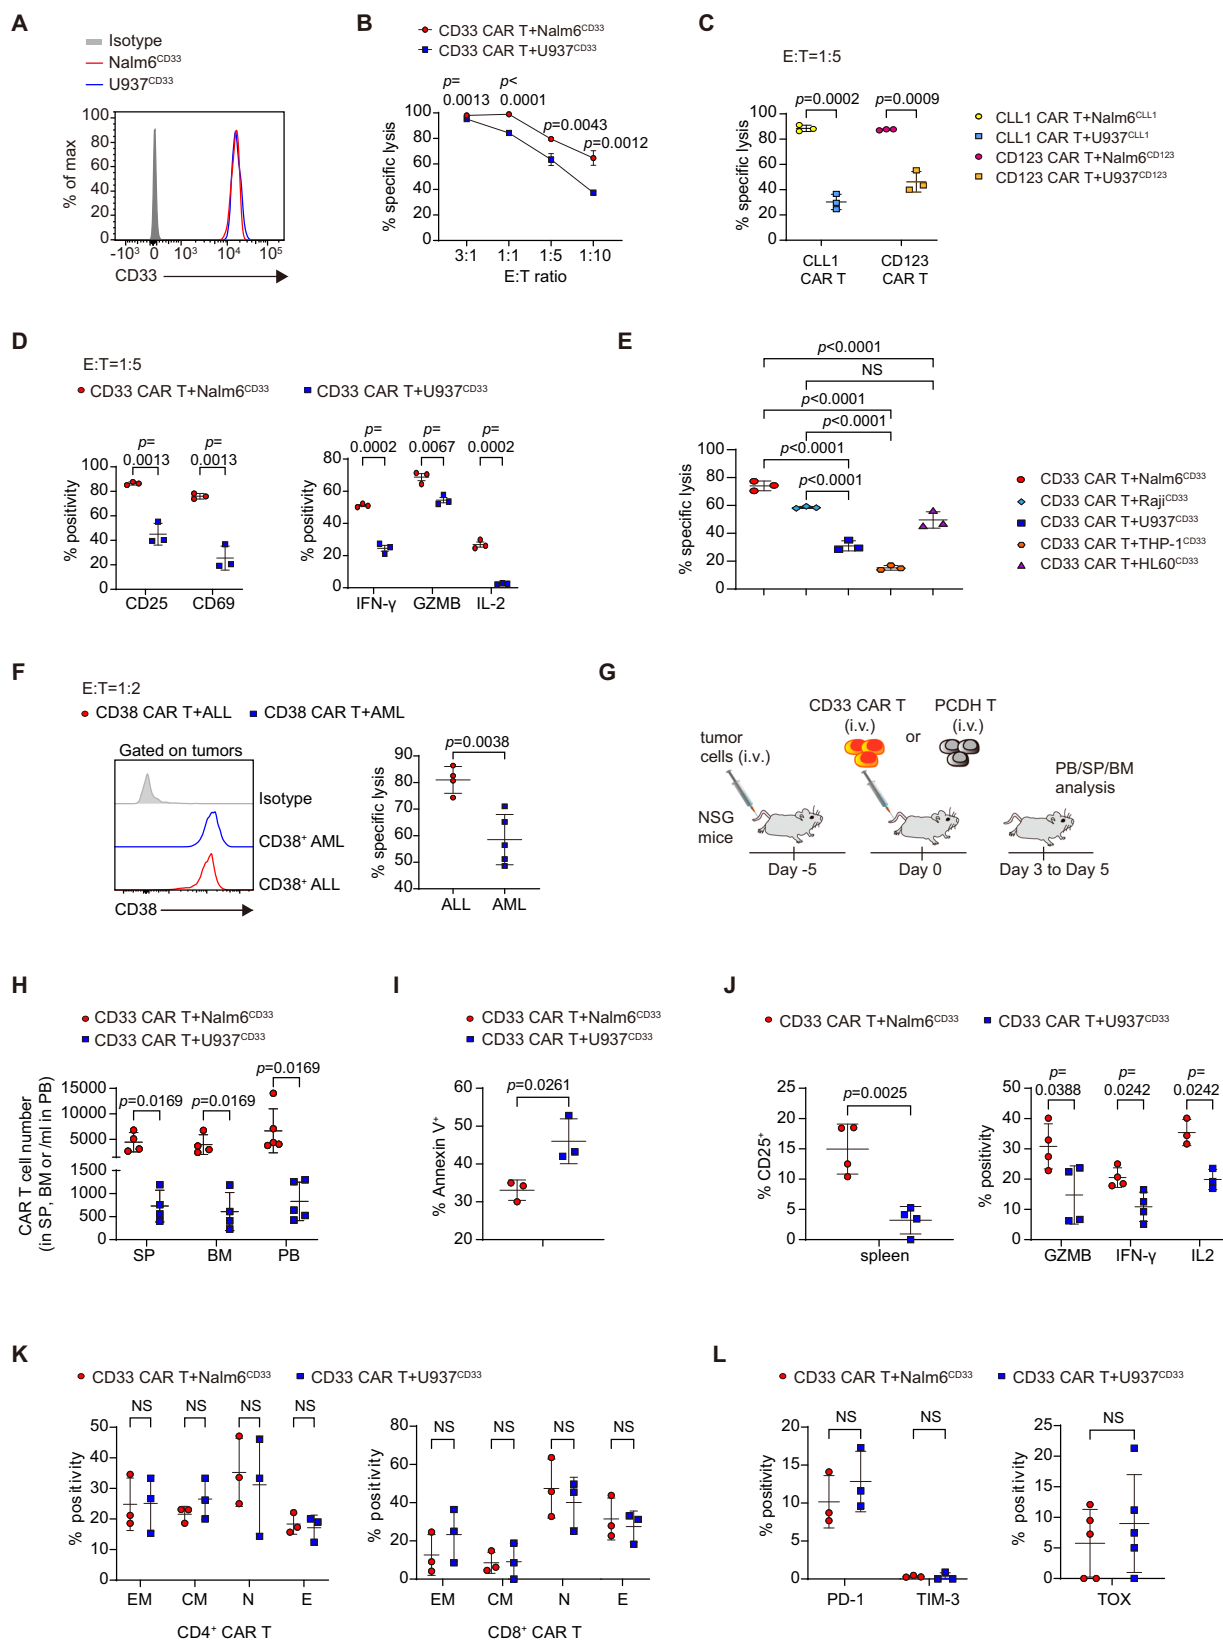 A
Isotype
Nalm6CD33
U937CD33
% of max
100
80
60
40
20
0
-10³ 0 10³ 10⁴ 10⁵
CD33
B
CD33 CAR T+Nalm6CD33
CD33 CAR T+U937CD33
p=
0.0013
p<
0.0001
p=0.0043
p=0.0012
% specific lysis
100
80
60
40
20
0
3:1 1:1 1:5 1:10
E:T ratio
C
E:T=1:5
p=0.0002 p=0.0009
% specific lysis
100
80
60
40
20
0
CLL1
CAR T
CD123
CAR T
CLL1 CAR T+Nalm6CLL1
CLL1 CAR T+U937CLL1
CD123 CAR T+Nalm6CD123
CD123 CAR T+U937CD123
D
E:T=1:5
CD33 CAR T+Nalm6CD33 CD33 CAR T+U937CD33
p=
0.0013
p=
0.0013
% positivity
100
80
60
40
20
0
CD25 CD69
p=
0.0002
p=
0.0067
p=
0.0002
% positivity
100
80
60
40
20
0
IFN-γ GZMB IL-2
E
p<0.0001
NS
p<0.0001
p<0.0001
p<0.0001
p<0.0001
% specific lysis
100
80
60
40
20
0
CD33 CAR T+Nalm6CD33
CD33 CAR T+RajiCD33
CD33 CAR T+U937CD33
CD33 CAR T+THP-1CD33
CD33 CAR T+HL60CD33
F
E:T=1:2
CD38 CAR T+ALL CD38 CAR T+AML
Gated on tumors
Isotype
CD38⁺ AML
CD38⁺ ALL
CD38
p=0.0038
% specific lysis
90
80
70
60
50
40
ALL AML
G
CD33 CAR T
(i.v.)
or
PCDH T
(i.v.)
tumor
cells (i.v.)
PB/SP/BM
analysis
NSG
mice
Day -5 Day 0 Day 3 to Day 5
H
CD33 CAR T+Nalm6CD33
CD33 CAR T+U937CD33
p=0.0169 p=0.0169 p=0.0169
CAR T cell number
(in SP, BM or /ml in PB)
15000
10000
5000
1500
1000
500
0
SP BM PB
I
CD33 CAR T+Nalm6CD33
CD33 CAR T+U937CD33
p=0.0261
% Annexin V⁺
60
50
40
30
20
J
CD33 CAR T+Nalm6CD33 CD33 CAR T+U937CD33
p=0.0025
% CD25⁺
25
20
15
10
5
0
spleen
p=
0.0388
p=
0.0242
p=
0.0242
% positivity
50
40
30
20
10
0
GZMB IFN-γ IL2
K
CD33 CAR T+Nalm6CD33 CD33 CAR T+U937CD33
NS NS NS NS
% positivity
50
40
30
20
10
0
EM CM N E
CD4⁺ CAR T
NS NS NS NS
% positivity
80
60
40
20
0
EM CM N E
CD8⁺ CAR T
L
CD33 CAR T+Nalm6CD33 CD33 CAR T+U937CD33
NS NS
% positivity
20
15
10
5
0
PD-1 TIM-3
NS
% positivity
25
20
15
10
5
0
TOX